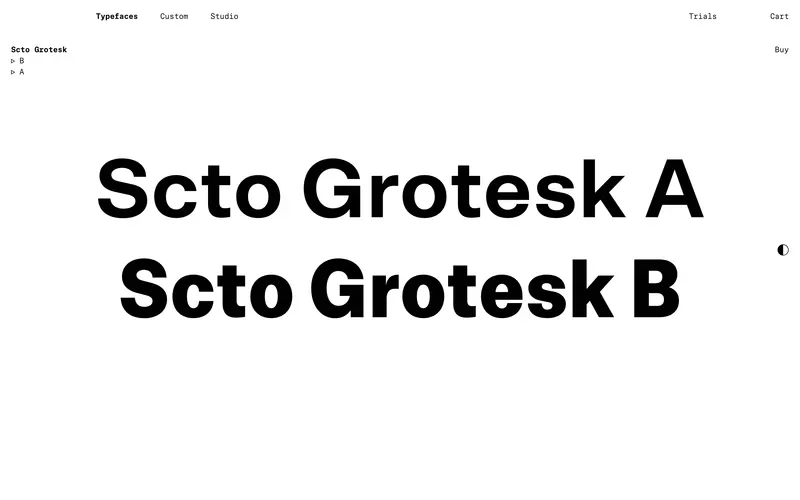 Typefaces Custom Studio Trials Cart
Scto Grotesk Buy
▷ B
▷ A
Scto Grotesk A
Scto Grotesk B